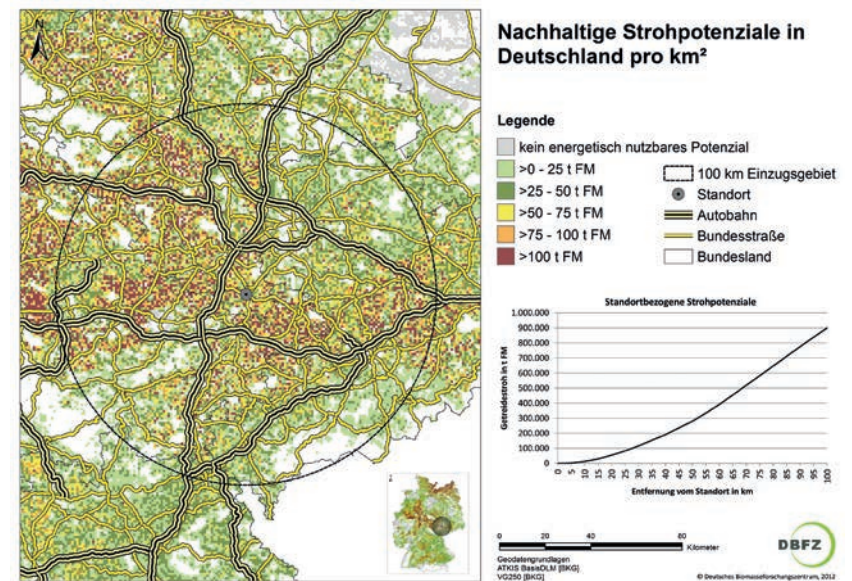 N
Nachhaltige Strohpotenziale in
Deutschland pro km²
Legende
kein energetisch nutzbares Potenzial
>0 - 25 t FM
>25 - 50 t FM
>50 - 75 t FM
>75 - 100 t FM
>100 t FM
100 km Einzugsgebiet
Standort
Autobahn
Bundesstraße
Bundesland
Standortbezogene Strohpotenziale
Getreidestroh in t FM
1.000.000
900.000
800.000
700.000
600.000
500.000
400.000
300.000
200.000
100.000
0
0 5 10 15 20 25 30 35 40 45 50 55 60 65 70 75 80 85 90 95 100
Entfernung vom Standort in km
0 20 40 80
Kilometer
Geodatengrundlagen
ATKIS BasisDLM [BKG]
VG250 [BKG]
DBFZ
© Deutsches Biomasseforschungszentrum, 2012